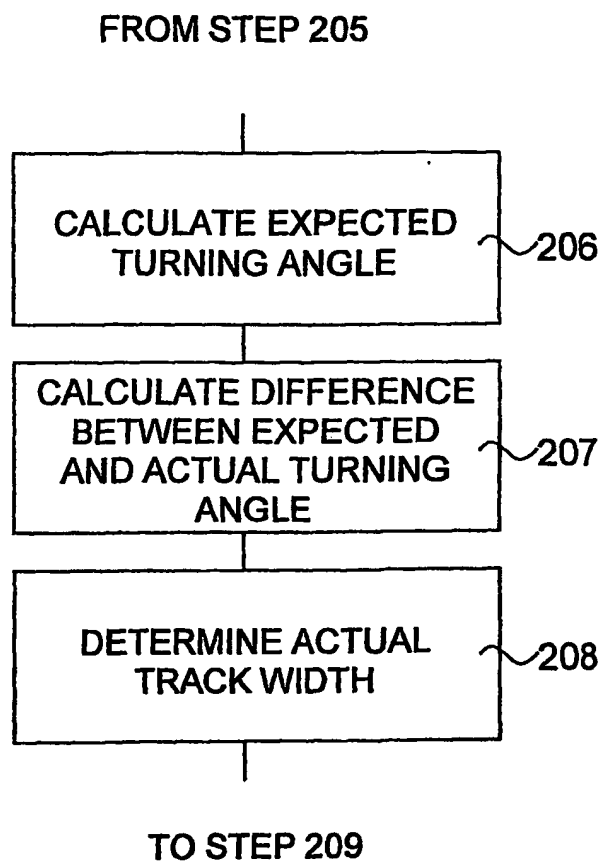 FROM STEP 205
CALCULATE EXPECTED
TURNING ANGLE
206
CALCULATE DIFFERENCE
BETWEEN EXPECTED
AND ACTUAL TURNING
ANGLE
207
DETERMINE ACTUAL
TRACK WIDTH
208
TO STEP 209